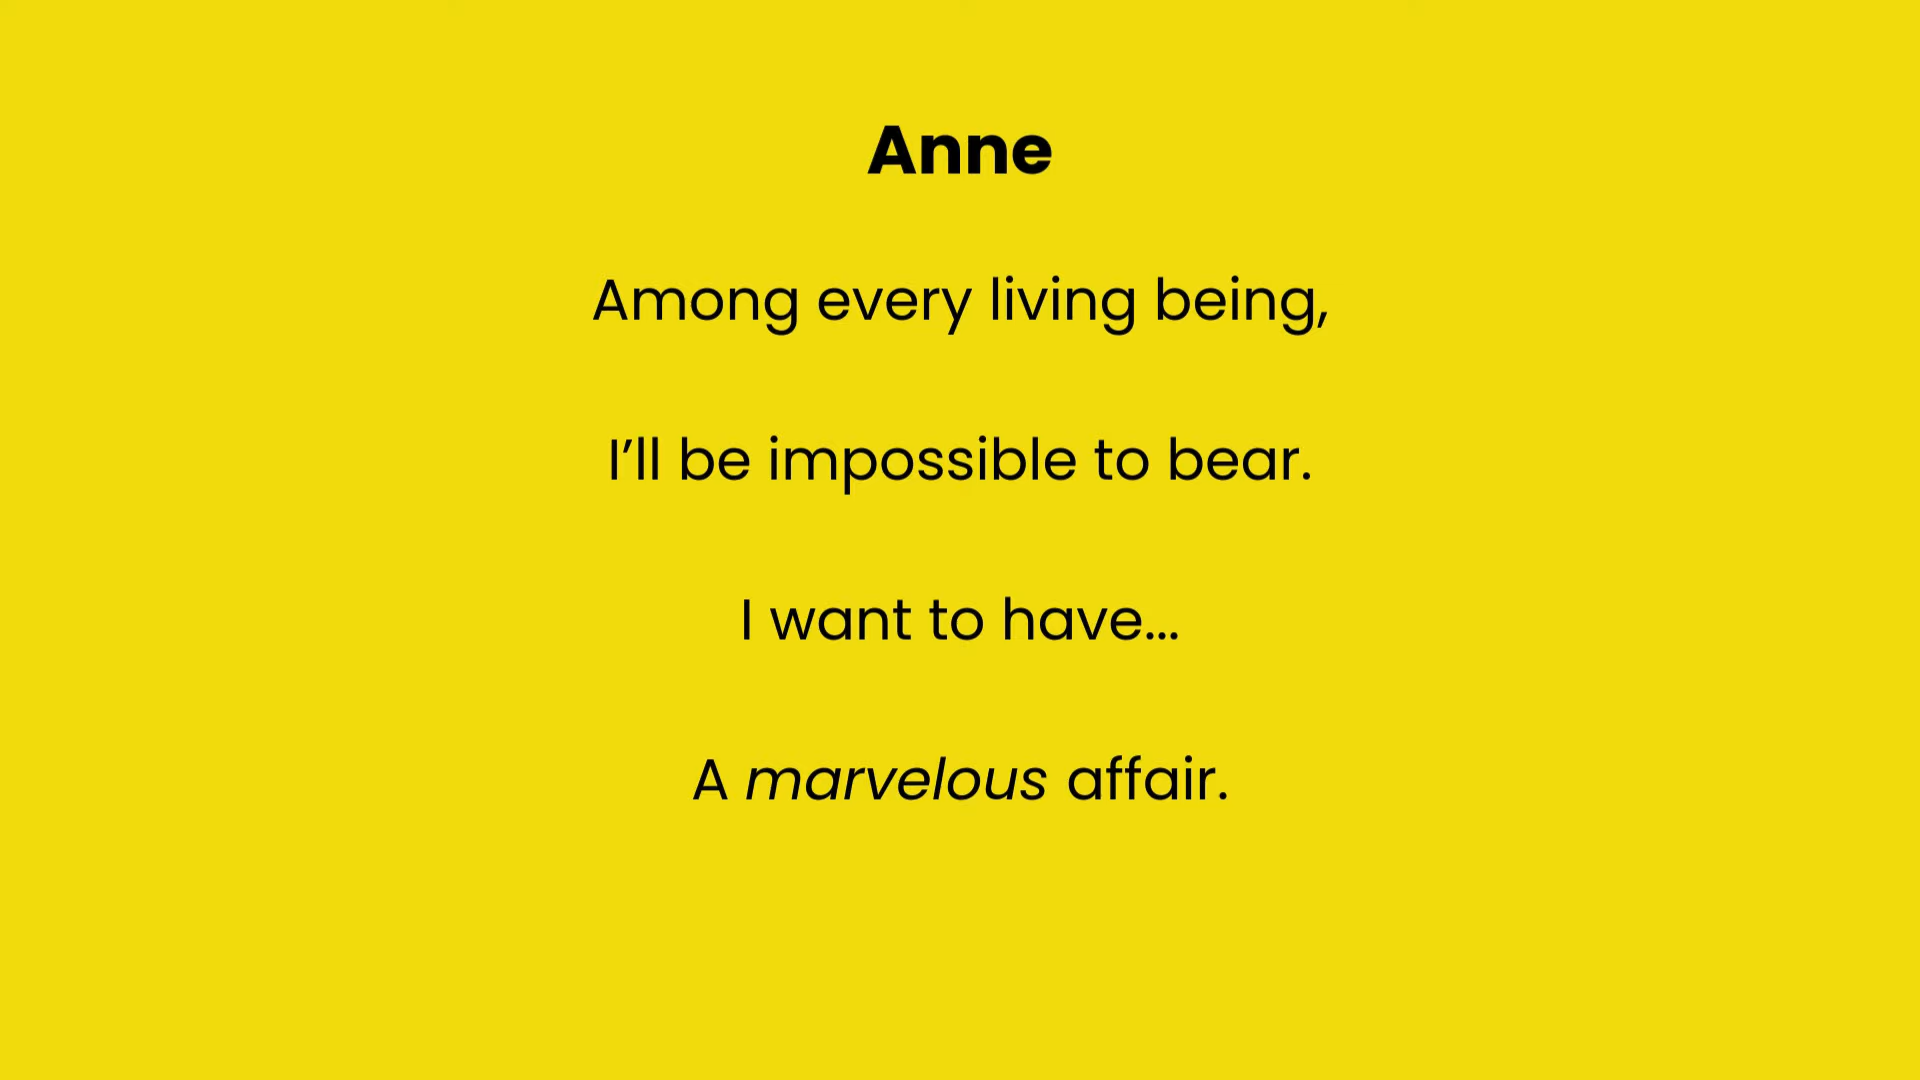 Anne
Among every living being,
I’ll be impossible to bear.
I want to have...
A marvelous affair.